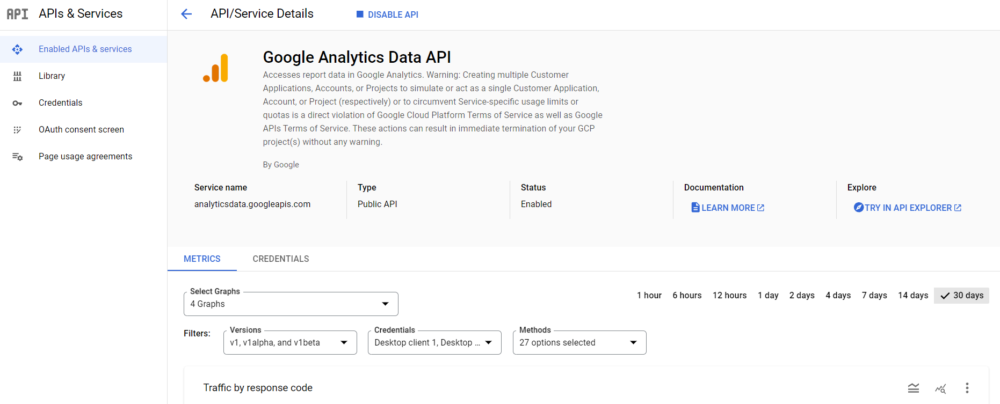 API APIs & Services
API/Service Details
DISABLE API
Enabled APIs & services
Library
Credentials
OAuth consent screen
Page usage agreements
Google Analytics Data API
Accesses report data in Google Analytics. Warning: Creating multiple Customer
Applications, Accounts, or Projects to simulate or act as a single Customer Application,
Account, or Project (respectively) or to circumvent Service-specific usage limits or
quotas is a direct violation of Google Cloud Platform Terms of Service as well as Google
APIs Terms of Service. These actions can result in immediate termination of your GCP
project(s) without any warning.
By Google
Service name
analyticsdata.googleapis.com
Type
Public API
Status
Enabled
Documentation
LEARN MORE
Explore
TRY IN API EXPLORER
METRICS
CREDENTIALS
Select Graphs
4 Graphs
1 hour 6 hours 12 hours 1 day 2 days 4 days 7 days 14 days 30 days
Filters:
Versions
v1, v1alpha, and v1beta
Credentials
Desktop client 1, Desktop ...
Methods
27 options selected
Traffic by response code